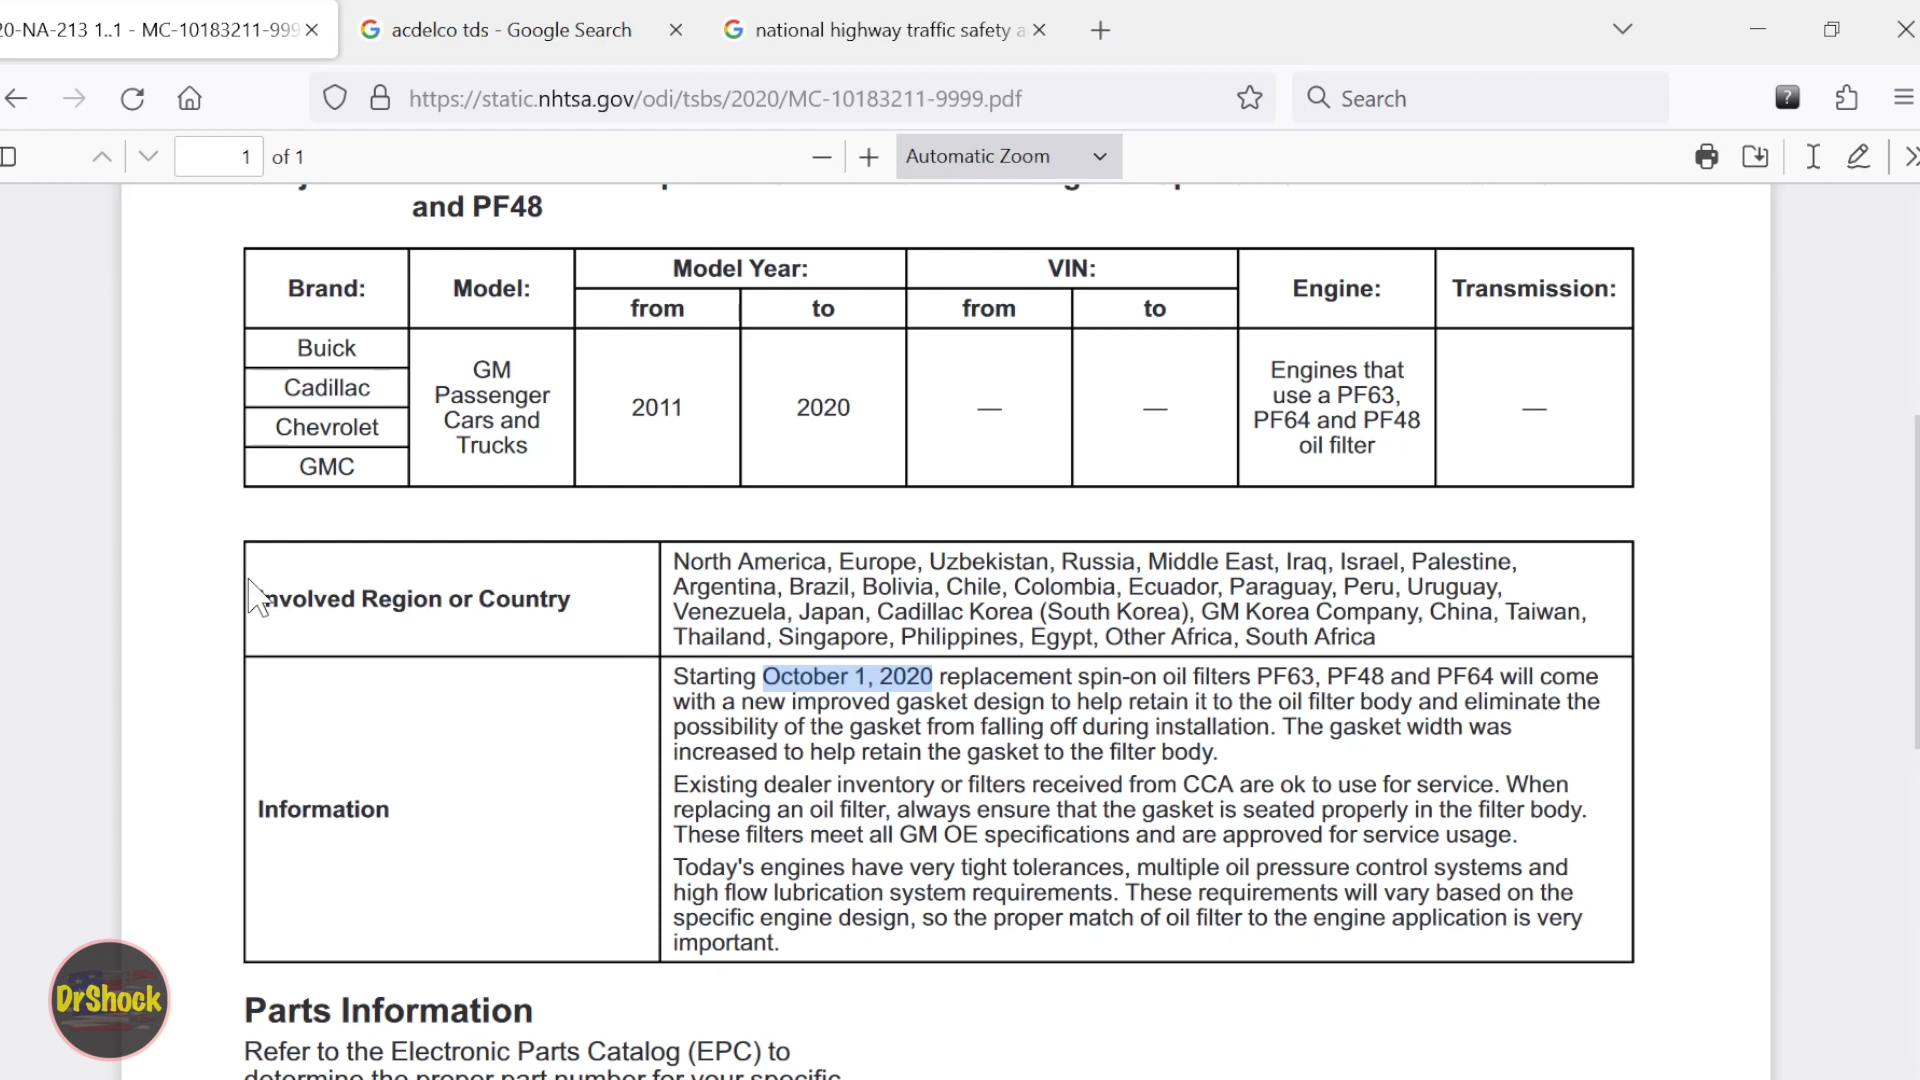 20-NA-213 1..1 - MC-10183211-999
acdelco tds - Google Search
national highway traffic safety a
https://static.nhtsa.gov/odi/tsbs/2020/MC-10183211-9999.pdf
Search
1 of 1
Automatic Zoom
and PF48
Brand:
Model:
Model Year:
VIN:
Engine:
Transmission:
from
to
from
to
Buick
Cadillac
Chevrolet
GMC
GM
Passenger
Cars and
Trucks
2011
2020
—
—
Engines that
use a PF63,
PF64 and PF48
oil filter
—
Involved Region or Country
North America, Europe, Uzbekistan, Russia, Middle East, Iraq, Israel, Palestine,
Argentina, Brazil, Bolivia, Chile, Colombia, Ecuador, Paraguay, Peru, Uruguay,
Venezuela, Japan, Cadillac Korea (South Korea), GM Korea Company, China, Taiwan,
Thailand, Singapore, Philippines, Egypt, Other Africa, South Africa
Information
Starting October 1, 2020 replacement spin-on oil filters PF63, PF48 and PF64 will come
with a new improved gasket design to help retain it to the oil filter body and eliminate the
possibility of the gasket from falling off during installation. The gasket width was
increased to help retain the gasket to the filter body.
Existing dealer inventory or filters received from CCA are ok to use for service. When
replacing an oil filter, always ensure that the gasket is seated properly in the filter body.
These filters meet all GM OE specifications and are approved for service usage.
Today's engines have very tight tolerances, multiple oil pressure control systems and
high flow lubrication system requirements. These requirements will vary based on the
specific engine design, so the proper match of oil filter to the engine application is very
important.
DrShock
Parts Information
Refer to the Electronic Parts Catalog (EPC) to
determine the proper part number for your specific